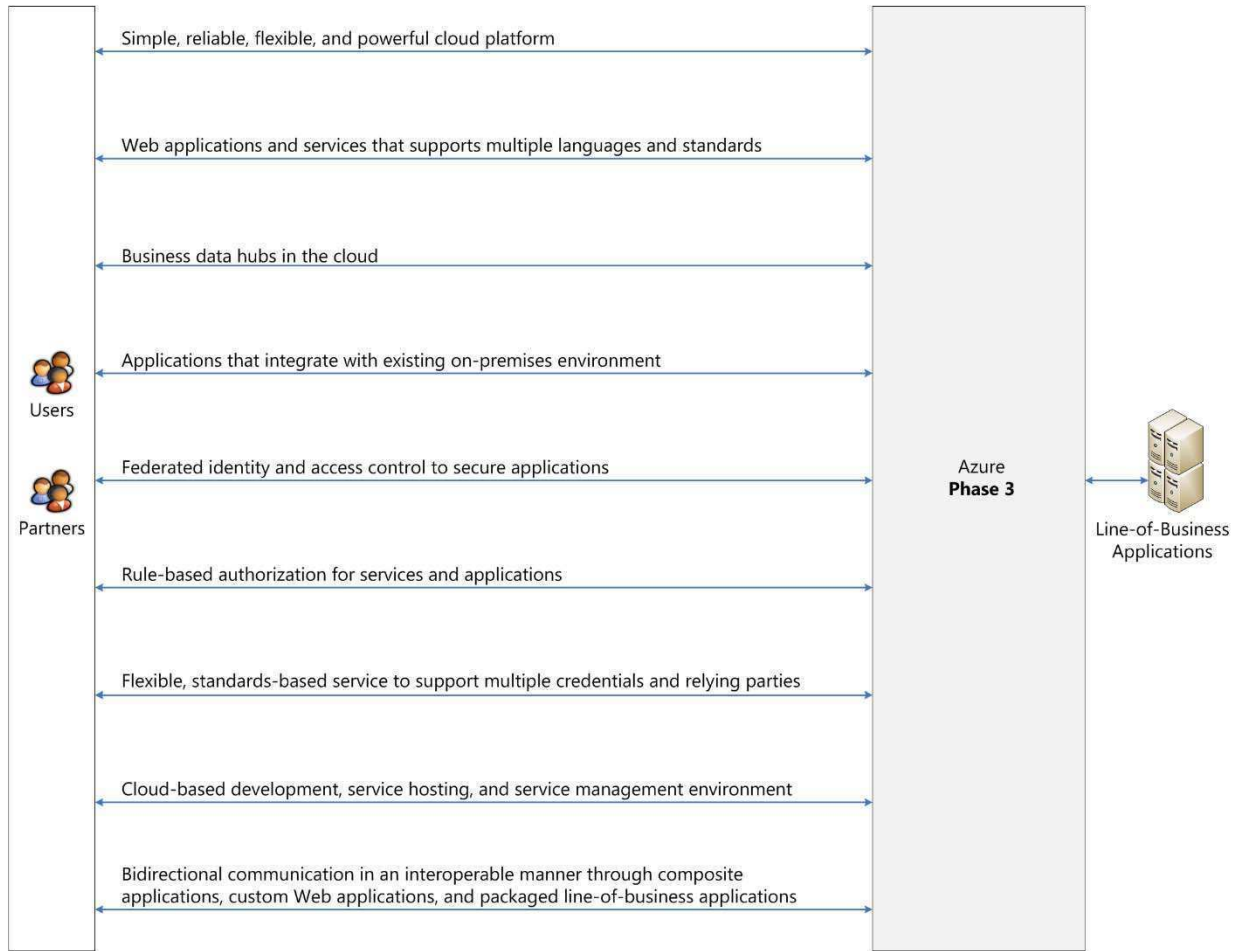 Simple, reliable, flexible, and powerful cloud platform
Web applications and services that supports multiple languages and standards
Business data hubs in the cloud
Applications that integrate with existing on-premises environment
Users
Federated identity and access control to secure applications
Partners
Azure
Phase 3
Line-of-Business
Applications
Rule-based authorization for services and applications
Flexible, standards-based service to support multiple credentials and relying parties
Cloud-based development, service hosting, and service management environment
Bidirectional communication in an interoperable manner through composite
applications, custom Web applications, and packaged line-of-business applications